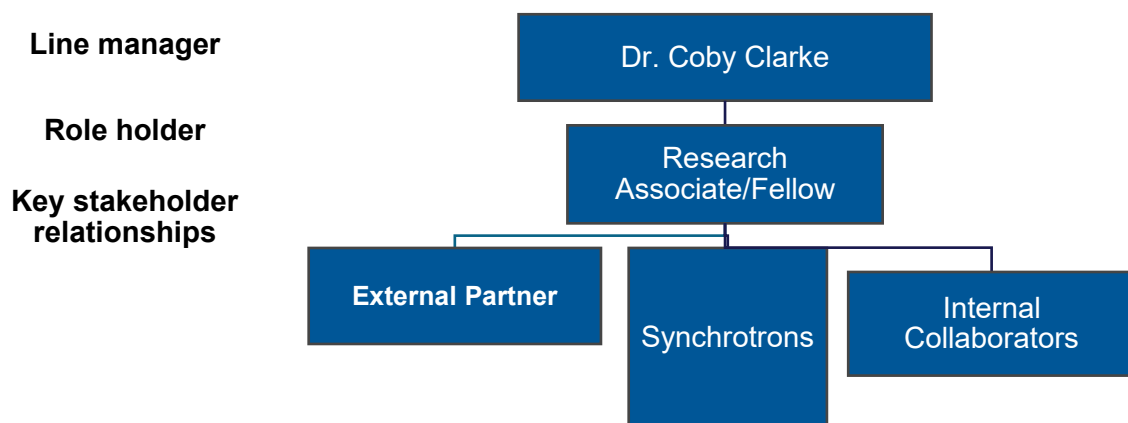 Line manager
Dr. Coby Clarke
Role holder
Research
Associate/Fellow
Key stakeholder
relationships
External Partner
Synchrotrons
Internal
Collaborators